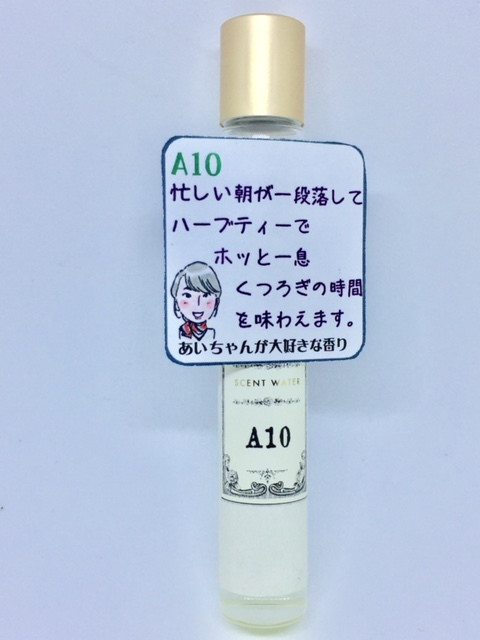 A10
忙しい朝が一段落して
ハーブティーで
ホッと一息
くつろぎの時間
を味わえます。
あいちゃんが大好きな香り
SCENT WATER
A10